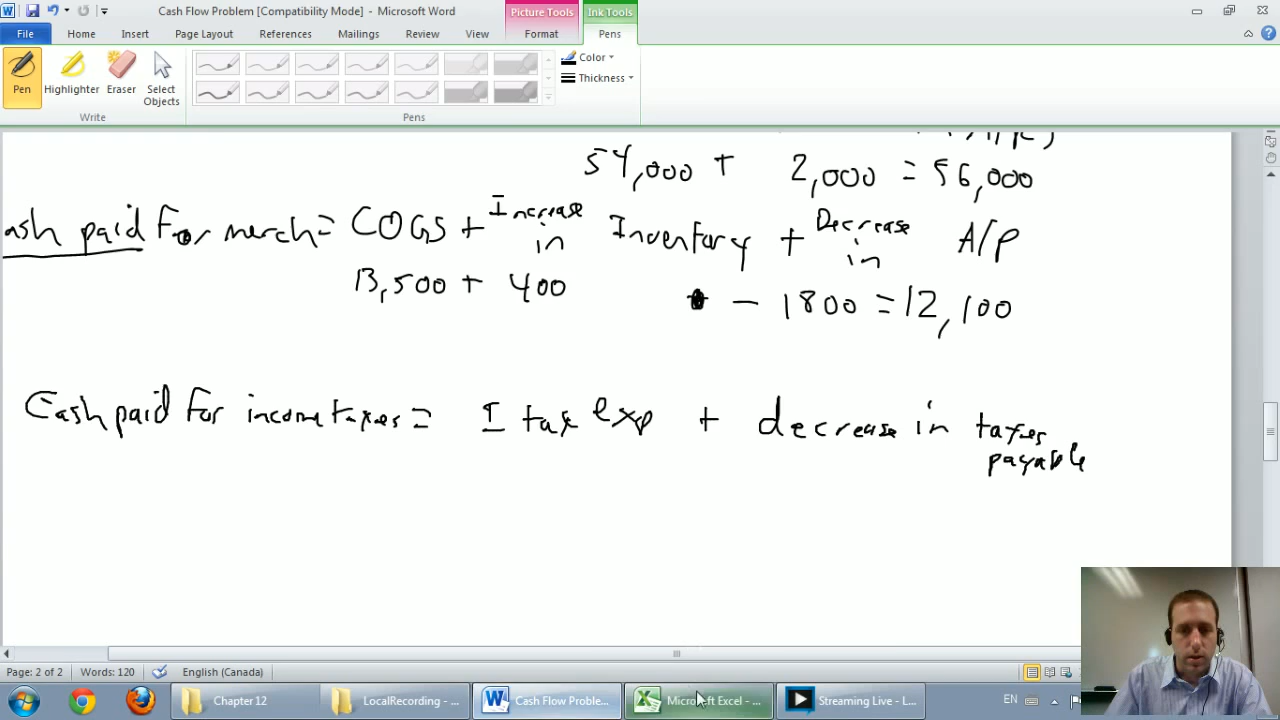 Cash Flow Problem [Compatibility Mode] - Microsoft Word
Picture Tools
Ink Tools
File
Home
Insert
Page Layout
References
Mailings
Review
View
Format
Pens
Pen
Highlighter
Eraser
Select Objects
Color
Thickness
Write
Pens
54,000 + 2,000 = 56,000
ash paid for merch = COGS + Increase in Inventory + Decrease in A/P
13,500 + 400 - 1800 = 12,100
Cash paid for income taxes = I tax exp + decrease in taxes payable
Page: 2 of 2
Words: 120
English (Canada)
Chapter 12
LocalRecording - ...
Cash Flow Proble...
Microsoft Excel - ...
Streaming Live - L...
EN